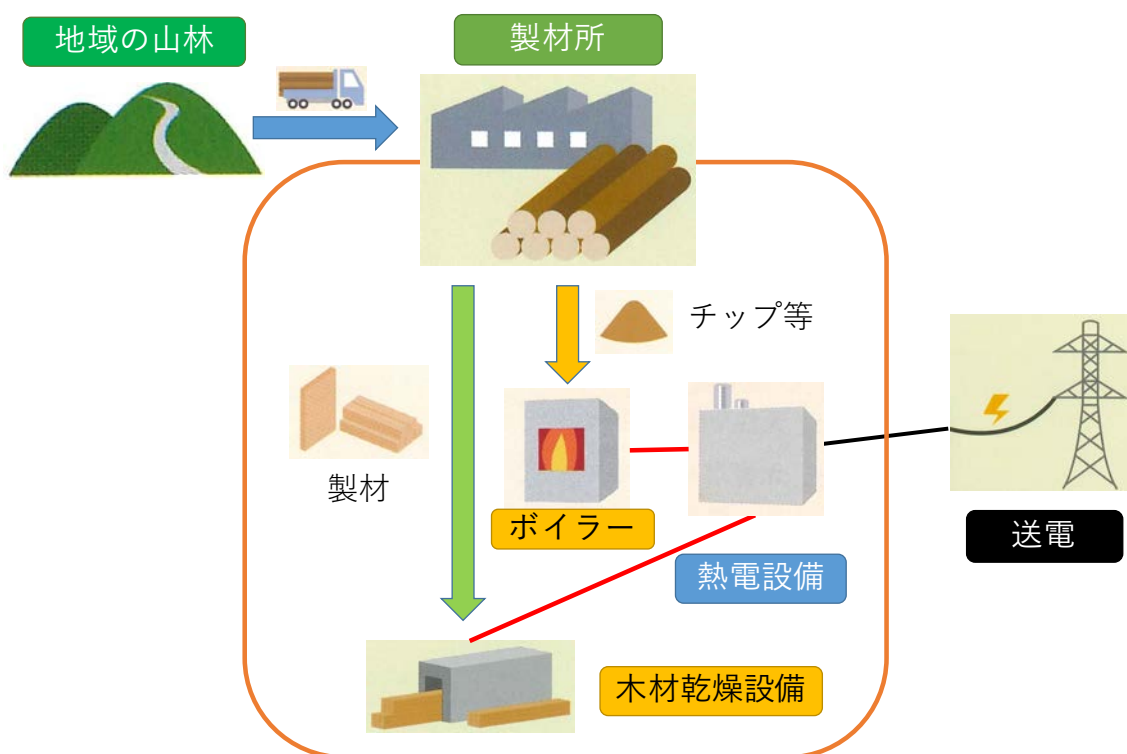 地域の山林
製材所
チップ等
製材
ボイラー
熱電設備
送電
木材乾燥設備